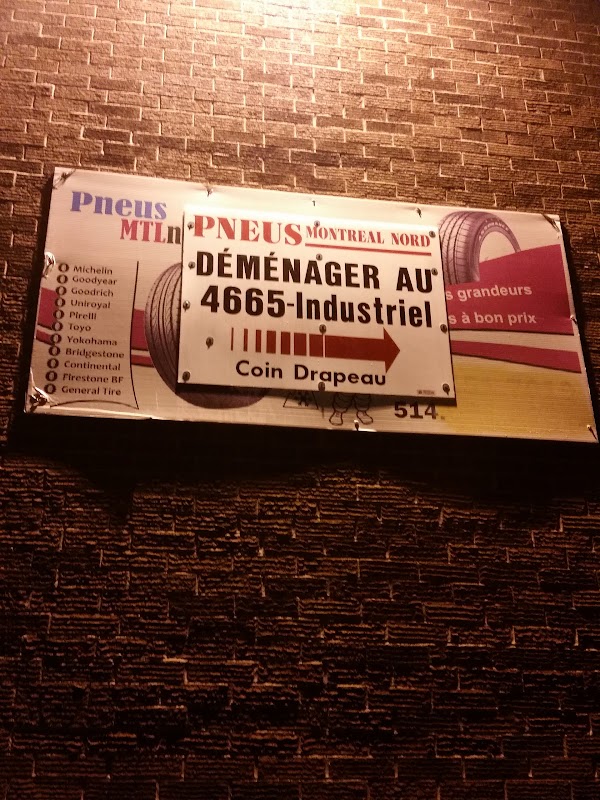 Pneus
MTLn
Michelin
Goodyear
Goodrich
Uniroyal
Pirelli
Toyo
Yokohama
Bridgestone
Continental
Firestone BF
General Tire
PNEUS MONTREAL NORD
DÉMÉNAGER AU
4665-Industriel
Coin Drapeau
s grandeurs
s à bon prix
514